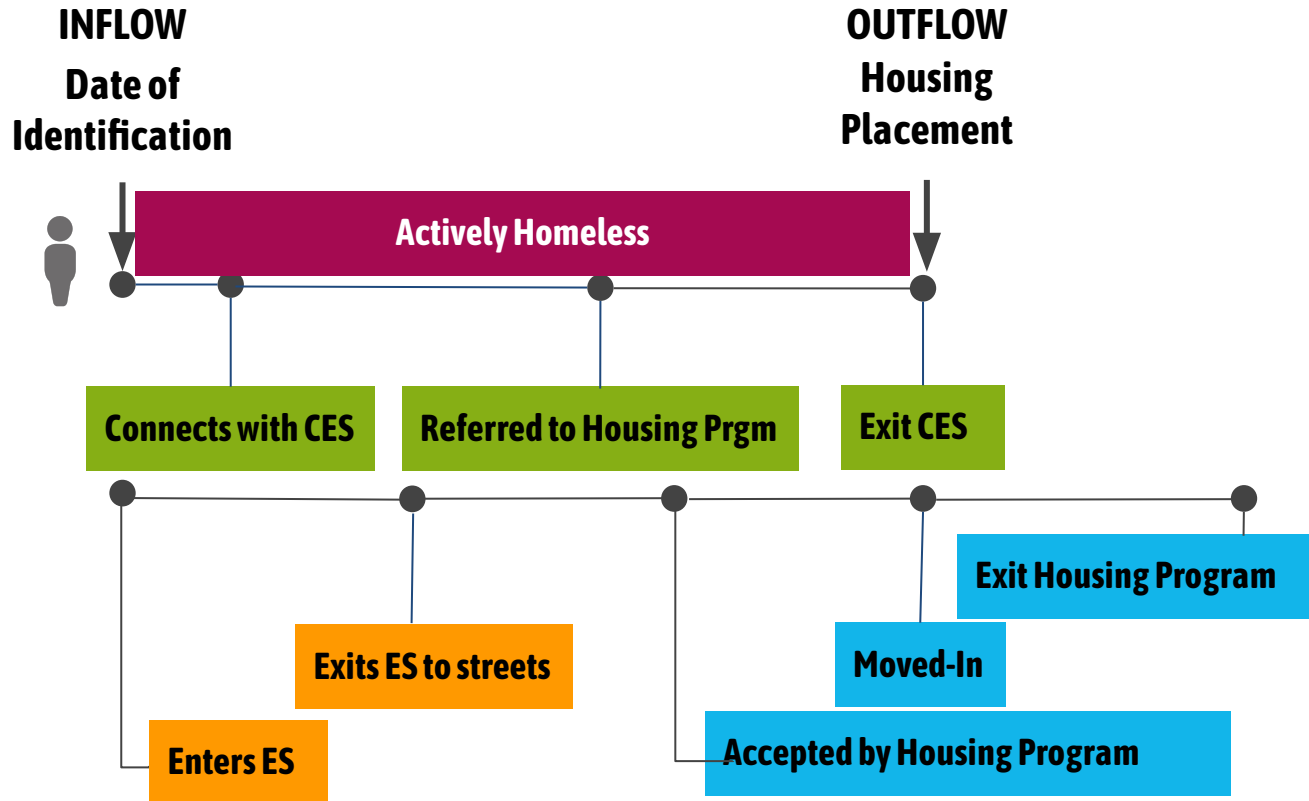 INFLOW
Date of
Identification
OUTFLOW
Housing
Placement
Actively Homeless
Connects with CES
Referred to Housing Prgm
Exit CES
Exit Housing Program
Exits ES to streets
Moved-In
Enters ES
Accepted by Housing Program